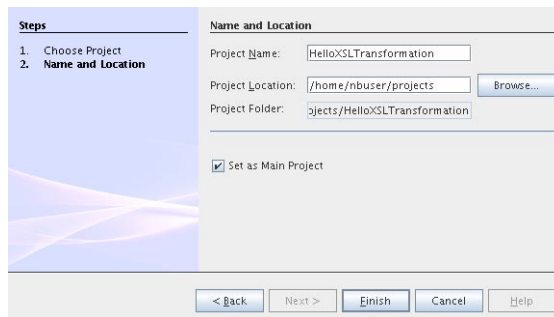 Steps
1. Choose Project
2. Name and Location
Name and Location
Project Name: HelloXSLTransformation
Project Location: /home/nbuser/projects Browse...
Project Folder: ojects/HelloXSLTransformation
Set as Main Project
< Back Next > Finish Cancel Help